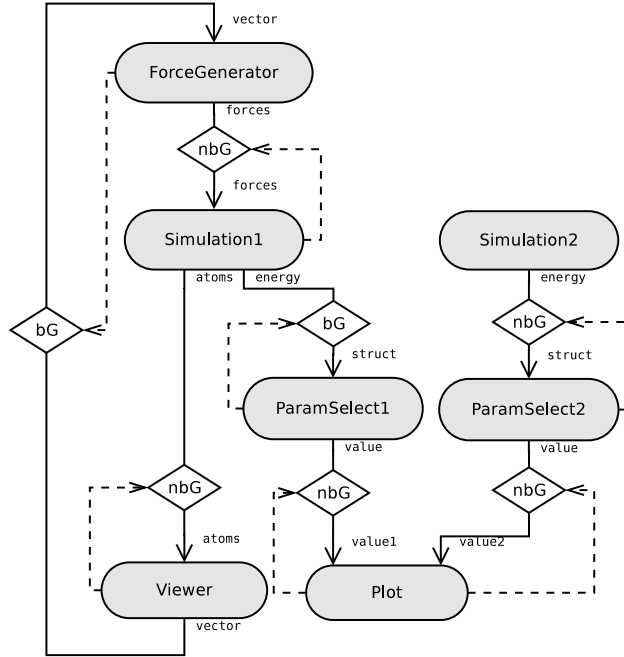 vector
ForceGenerator
forces
nbG
forces
Simulation1
Simulation2
atoms
energy
energy
bG
bG
nbG
struct
struct
ParamSelect1
ParamSelect2
value
value
nbG
nbG
nbG
atoms
value1
value2
Viewer
Plot
vector